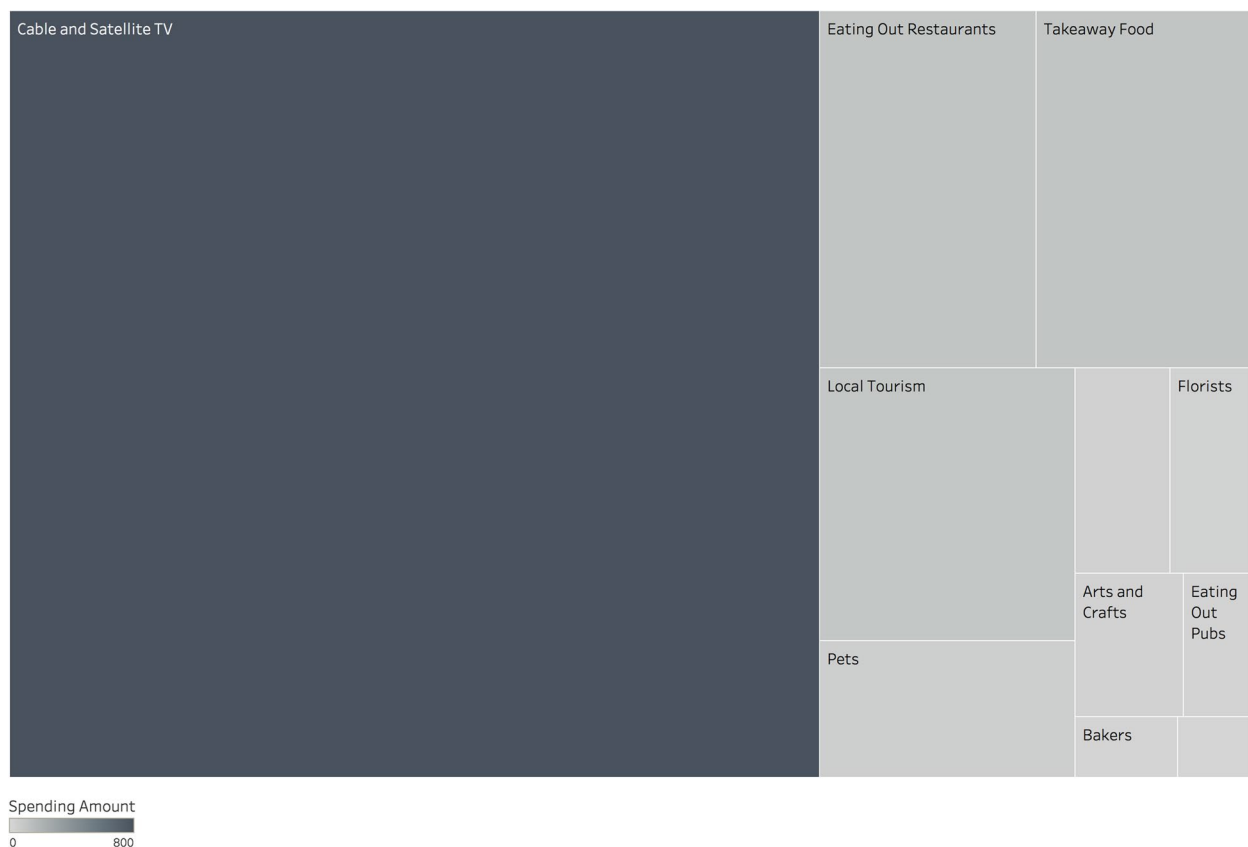 Cable and Satellite TV
Eating Out Restaurants
Takeaway Food
Local Tourism
Florists
Arts and
Crafts
Eating
Out
Pubs
Pets
Bakers
Spending Amount
0
800